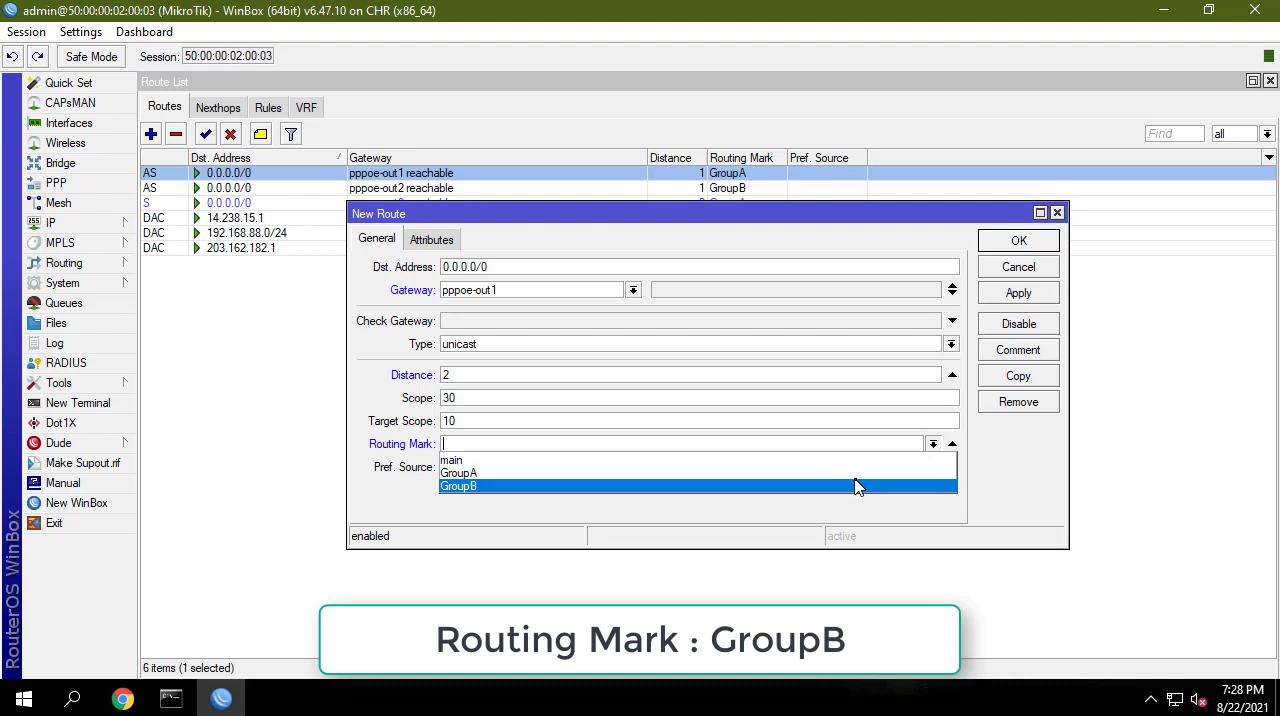 admin@50:00:00:02:00:03 (MikroTik) - WinBox (64bit) v6.47.10 on CHR (x86_64)
Session Settings Dashboard
Safe Mode Session: 50:00:00:02:00:03
Quick Set
CAPsMAN
Interfaces
Wireless
Bridge
PPP
Mesh
IP
MPLS
Routing
System
Queues
Files
Log
RADIUS
Tools
New Terminal
Dot1X
Dude
Make Supout.rif
Manual
New WinBox
Exit
RouterOS WinBox
Route List
Routes Nexthops Rules VRF
Find all
Dst. Address Gateway Distance Routing Mark Pref. Source
AS 0.0.0.0/0 pppoe-out1 reachable 1 GroupA
AS 0.0.0.0/0 pppoe-out2 reachable 1 GroupB
S 0.0.0.0/0
DAC 14.238.15.1
DAC 192.168.88.0/24
DAC 203.162.182.1
New Route
General Attributes
Dst. Address: 0.0.0.0/0
Gateway: pppoe-out1
Check Gateway:
Type: unicast
Distance: 2
Scope: 30
Target Scope: 10
Routing Mark:
main
GroupA
GroupB
Pref. Source:
OK
Cancel
Apply
Disable
Comment
Copy
Remove
enabled active
Routing Mark : GroupB
6 items (1 selected)
7:28 PM
8/22/2021